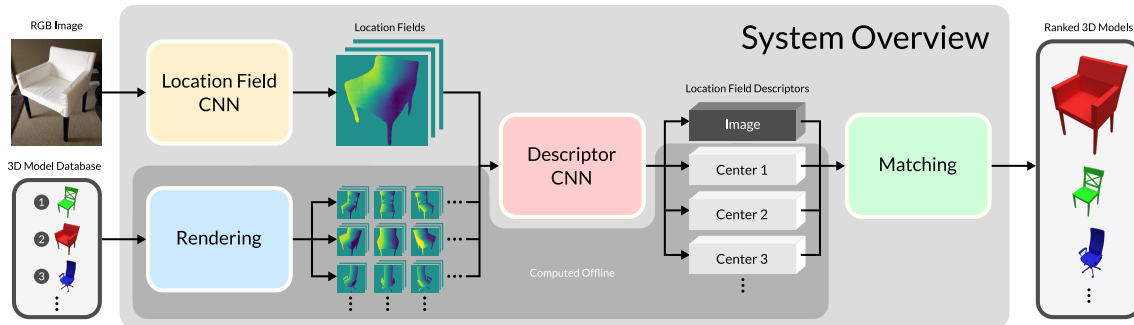 System Overview
RGB Image
Location Field
CNN
Location Fields
3D Model Database
1
2
3
Rendering
Computed Offline
Descriptor
CNN
Location Field Descriptors
Image
Center 1
Center 2
Center 3
Matching
Ranked 3D Models